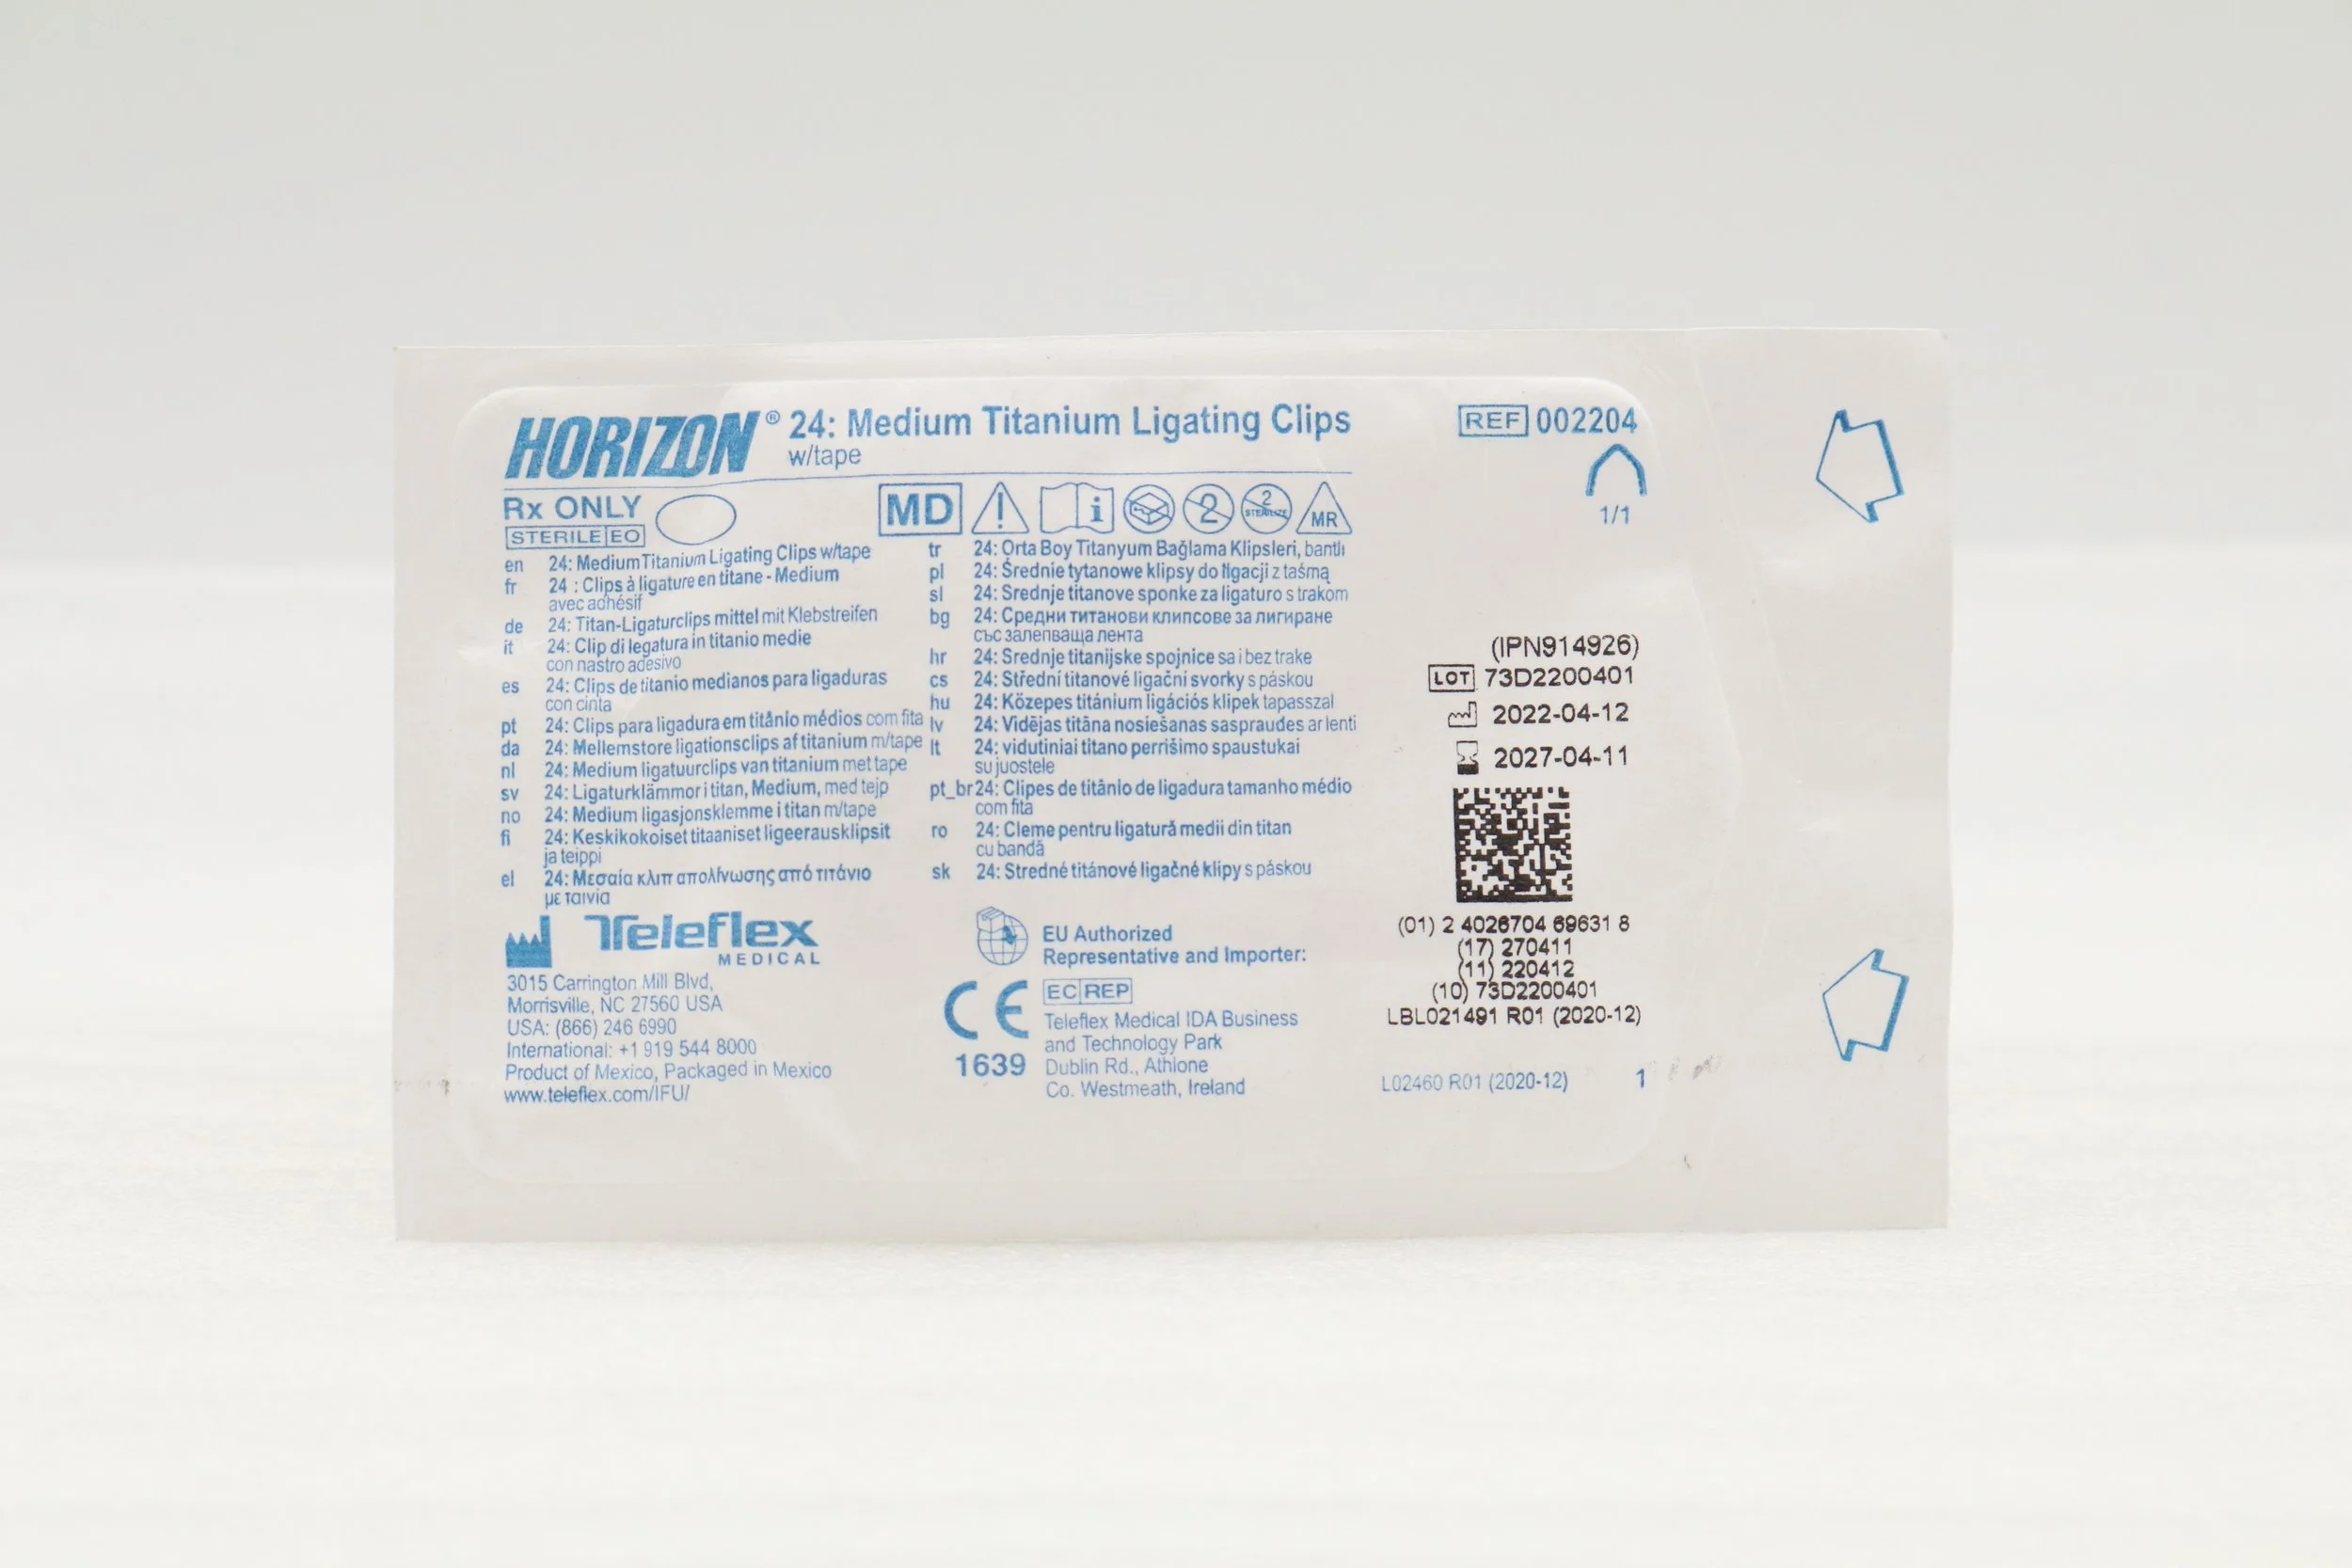 HORIZON® 24: Medium Titanium Ligating Clips
w/tape
REF 002204
1/1
Rx ONLY
STERILE EO
MD
i
2
2
STERILIZE
MR
en 24: Medium Titanium Ligating Clips w/tape
fr 24 : Clips à ligature en titane - Medium
avec adhésif
de 24: Titan-Ligaturclips mittel mit Klebstreifen
it 24: Clip di legatura in titanio medie
con nastro adesivo
es 24: Clips de titanio medianos para ligaduras
con cinta
pt 24: Clips para ligadura em titânio médios com fita
da 24: Mellemstore ligationsclips af titanium m/tape
nl 24: Medium ligatuurclips van titanium met tape
sv 24: Ligaturklämmor i titan, Medium, med tejp
no 24: Medium ligasjonsklemme i titan m/tape
fi 24: Keskikokoiset titaaniset ligeerausklipsit
ja teippi
el 24: Μεσαία κλιπ απολίνωσης από τιτάνιο
με ταινία
tr 24: Orta Boy Titanyum Bağlama Klipsleri, bantlı
pl 24: Średnie tytanowe klipsy do ligacji z taśmą
sl 24: Srednje titanove sponke za ligaturo s trakom
bg 24: Средни титанови клипсове за лигиране
със залепваща лента
hr 24: Srednje titanijske spojnice sa i bez trake
cs 24: Střední titanové ligační svorky s páskou
hu 24: Közepes titánium ligációs klipek tapasszal
lv 24: Vidējas titāna nosiešanas saspraudes ar lenti
lt 24: vidutiniai titano perrišimo spaustukai
su juostele
pt_br 24: Clipes de titânio de ligadura tamanho médio
com fita
ro 24: Cleme pentru ligatură medii din titan
cu bandă
sk 24: Stredné titánové ligačné klipy s páskou
(IPN914926)
LOT 73D2200401
2022-04-12
2027-04-11
(01) 2 4026704 69631 8
(17) 270411
(11) 220412
(10) 73D2200401
LBL021491 R01 (2020-12)
Teleflex
MEDICAL
3015 Carrington Mill Blvd,
Morrisville, NC 27560 USA
USA: (866) 246 6990
International: +1 919 544 8000
Product of Mexico, Packaged in Mexico
www.teleflex.com/IFU/
EU Authorized
Representative and Importer:
CE
1639
EC REP
Teleflex Medical IDA Business
and Technology Park
Dublin Rd., Athlone
Co. Westmeath, Ireland
L02460 R01 (2020-12) 1